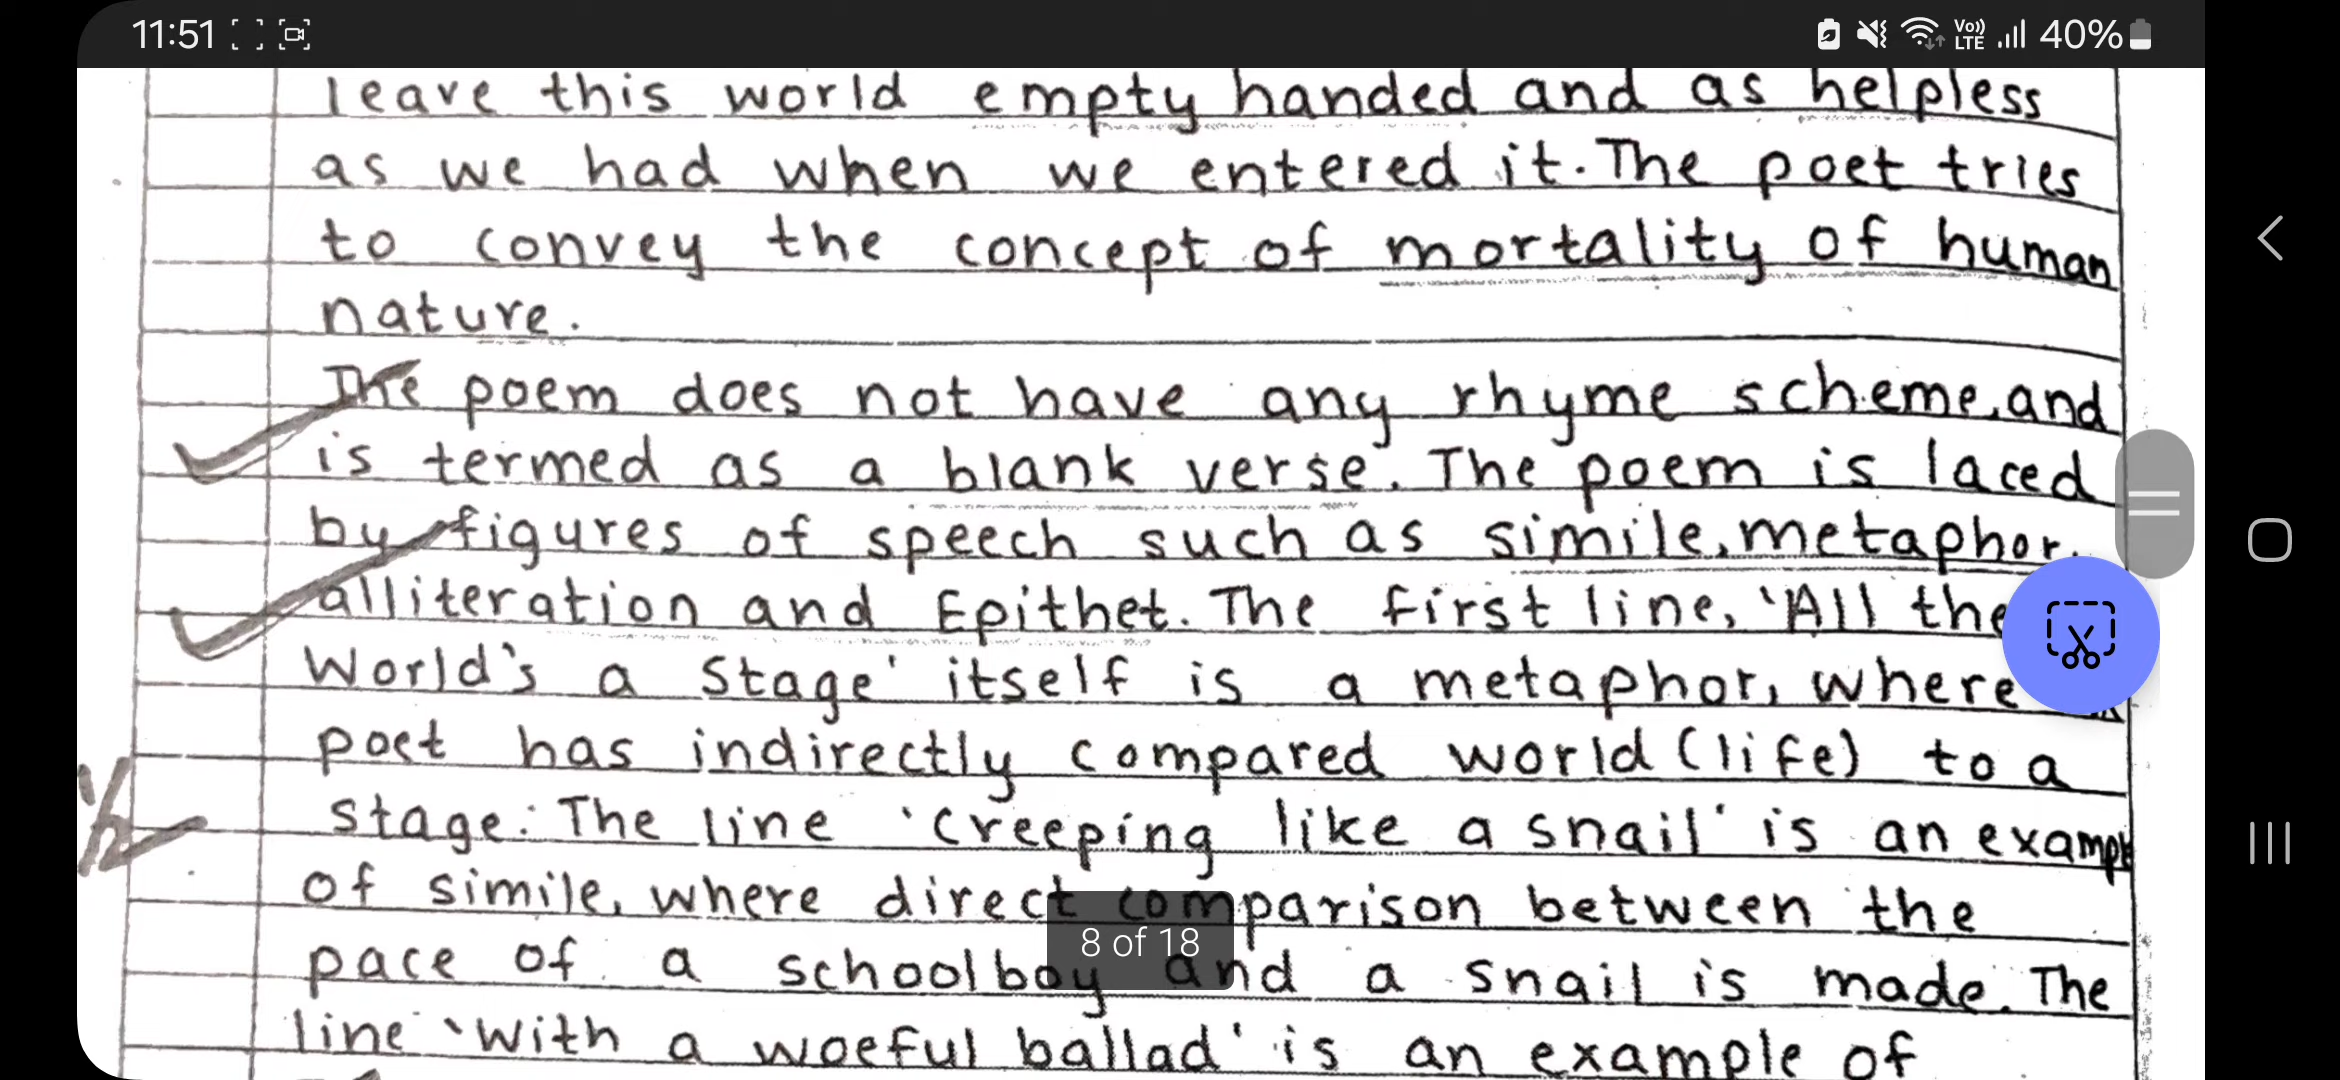 11:51 Vo)) LTE 40%
leave this world empty handed and as helpless
as we had when we entered it. The poet tries
to convey the concept of mortality of human
nature.
The poem does not have any rhyme scheme, and
is termed as a blank verse. The poem is laced
by figures of speech such as simile, metaphor,
alliteration and Epithet. The first line, 'All the
World's a Stage' itself is a metaphor, where
poet has indirectly compared world (life) to a
stage. The line 'creeping like a snail' is an example
of simile, where direct comparison between the
8 of 18
pace of a schoolboy and a snail is made. The
line 'with a woeful ballad' is an example of